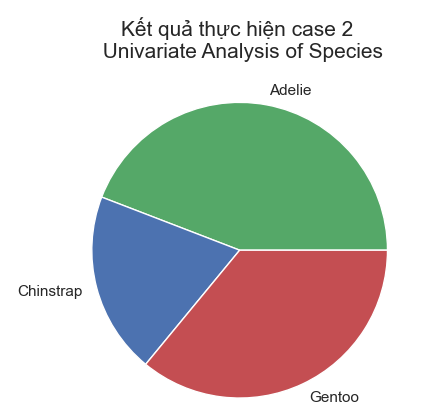 Kết quả thực hiện case 2
Univariate Analysis of Species
Adelie
Chinstrap
Gentoo